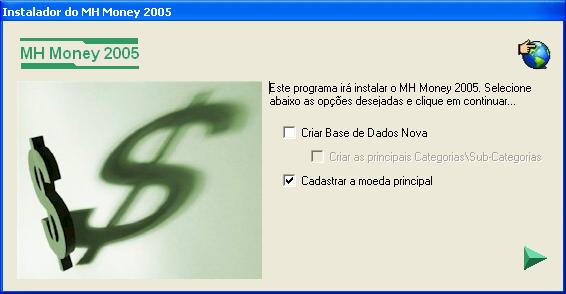 Instalador do MH Money 2005
MH Money 2005
Este programa irá instalar o MH Money 2005. Selecione
abaixo as opções desejadas e clique em continuar...
Criar Base de Dados Nova
Criar as principais Categorias\Sub-Categorias
Cadastrar a moeda principal